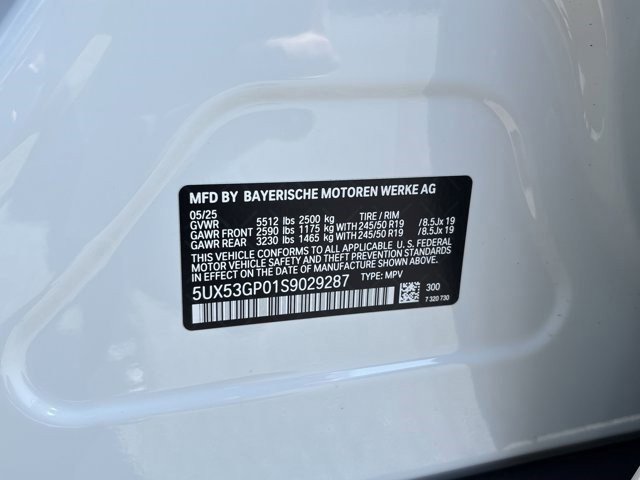 MFD BY BAYERISCHE MOTOREN WERKE AG
05/25
GVWR 5512 lbs 2500 kg TIRE / RIM
GAWR FRONT 2590 lbs 1175 kg WITH 245/50 R19 /8.5Jx 19
GAWR REAR 3230 lbs 1465 kg WITH 245/50 R19 /8.5Jx 19
THIS VEHICLE CONFORMS TO ALL APPLICABLE U. S. FEDERAL
MOTOR VEHICLE SAFETY AND THEFT PREVENTION STANDARDS
IN EFFECT ON THE DATE OF MANUFACTURE SHOWN ABOVE.
5UX53GP01S9029287 TYPE: MPV
300
7 320 730